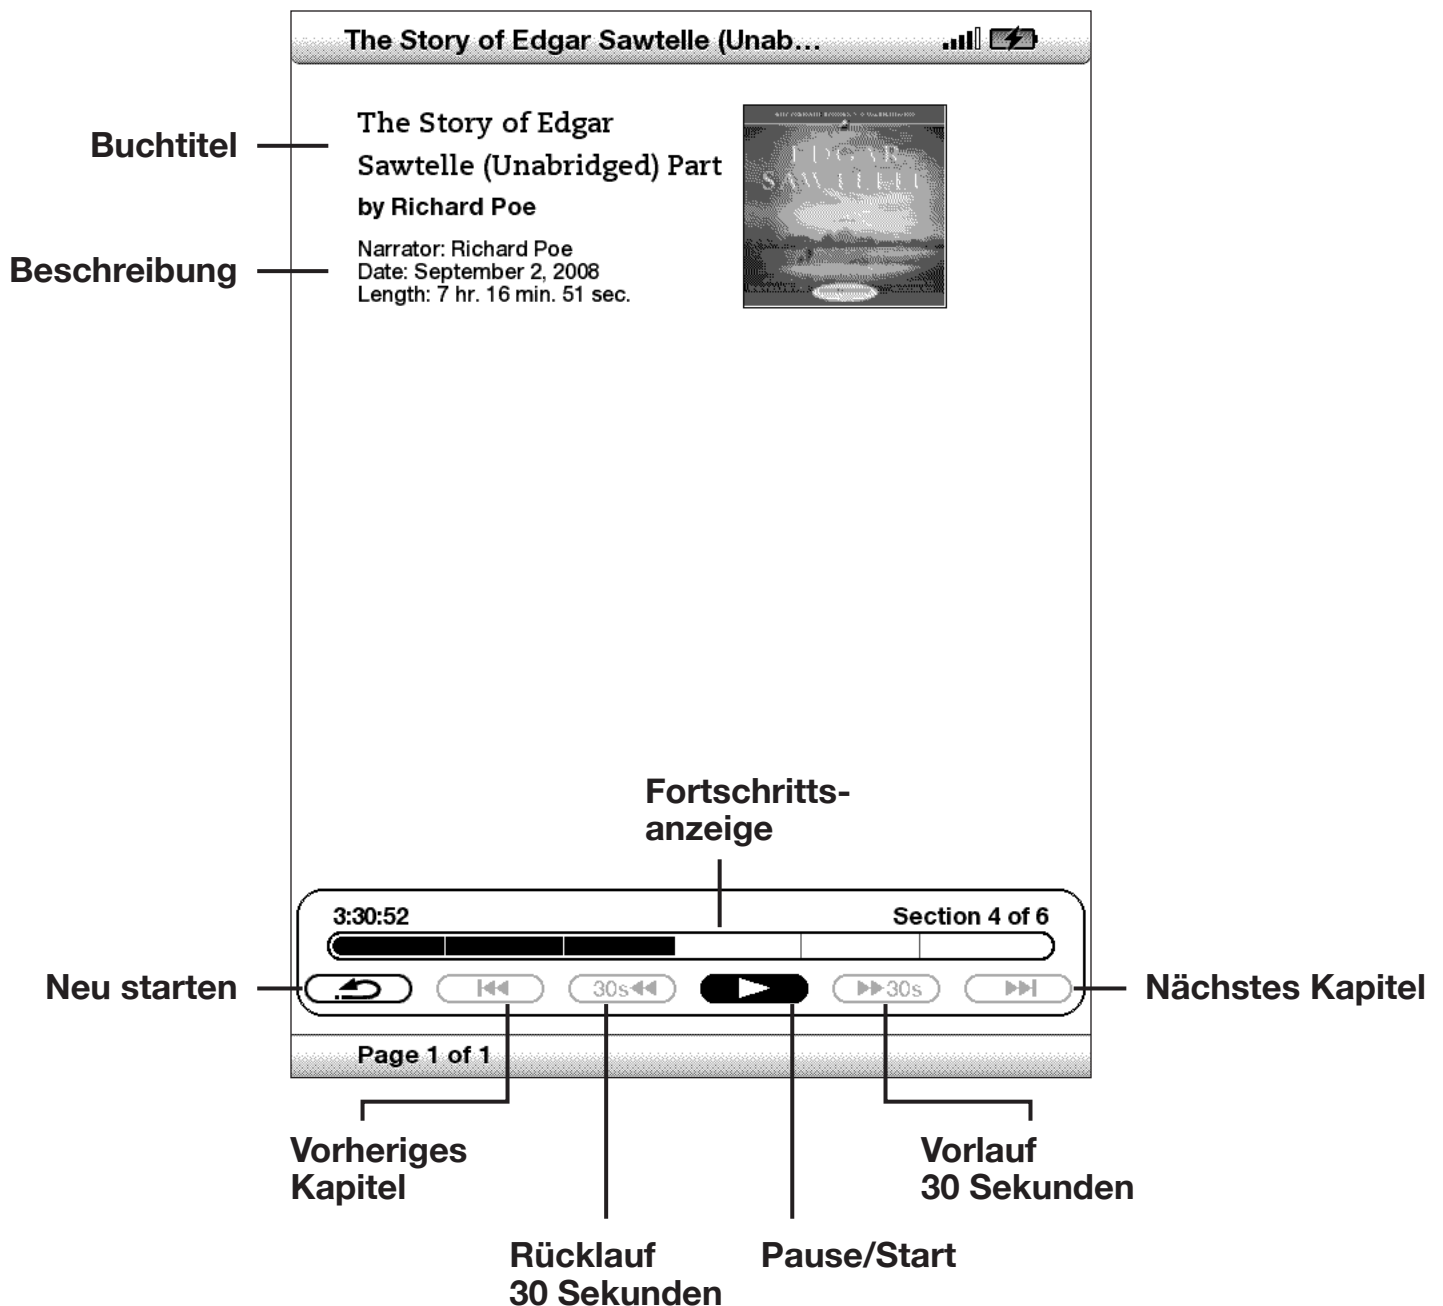 The Story of Edgar Sawtelle (Unab...
Buchtitel
The Story of Edgar
Sawtelle (Unabridged) Part
by Richard Poe
Beschreibung
Narrator: Richard Poe
Date: September 2, 2008
Length: 7 hr. 16 min. 51 sec.
EDGAR
SAWTELLE
Fortschritts-
anzeige
3:30:52
Section 4 of 6
Neu starten
30s
30s
Nächstes Kapitel
Page 1 of 1
Vorheriges
Kapitel
Vorlauf
30 Sekunden
Rücklauf
30 Sekunden
Pause/Start